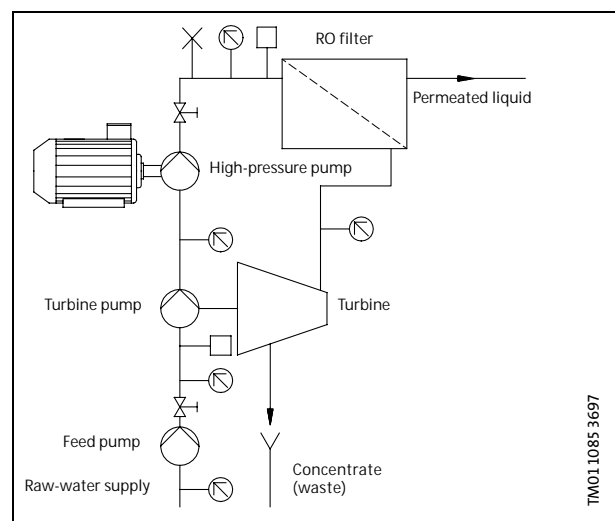 RO filter
Permeated liquid
High-pressure pump
Turbine pump
Turbine
Feed pump
Raw-water supply
Concentrate
(waste)
TM01 1085 3697